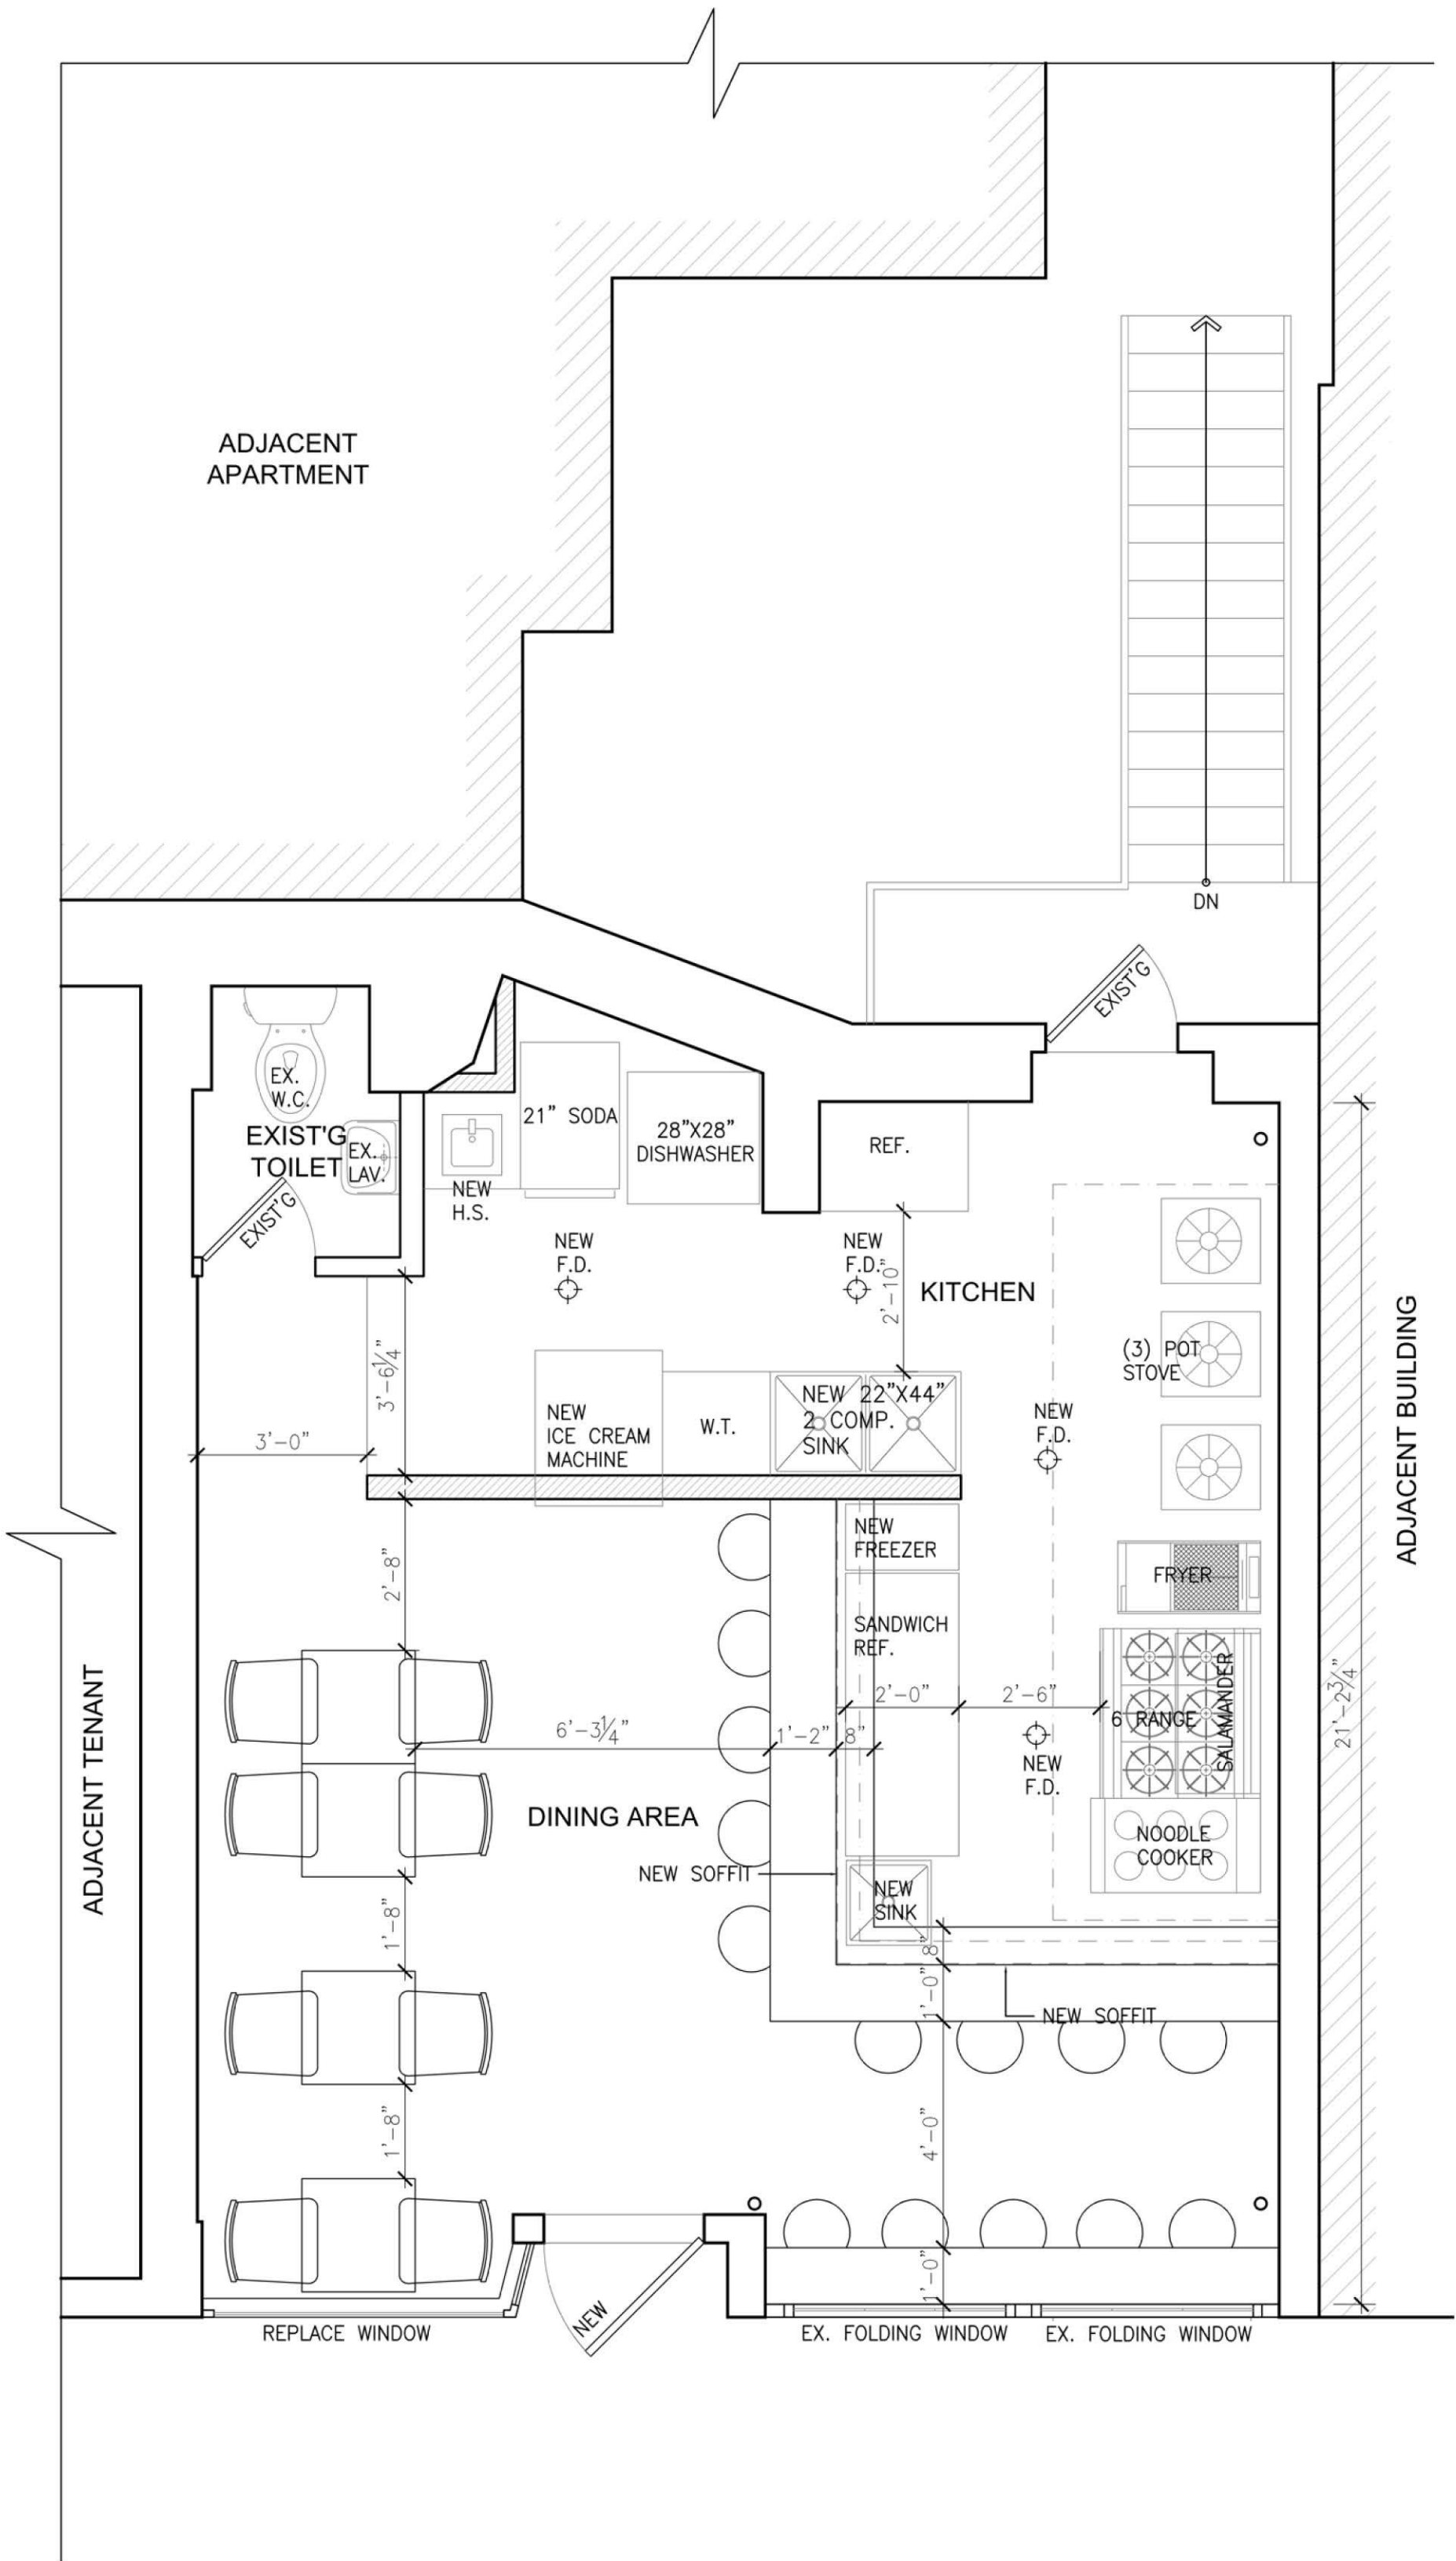 ADJACENT
APARTMENT
DN
EXIST'G
EX.
W.C.
EXIST'G
TOILET
EX.
LAV.
EXIST'G
NEW
H.S.
21" SODA
28"X28"
DISHWASHER
REF.
NEW
F.D.
NEW
F.D.
2'-10"
KITCHEN
3'-6¼"
3'-0"
NEW
ICE CREAM
MACHINE
W.T.
NEW 22"X44"
2 COMP.
SINK
(3) POT
STOVE
NEW
F.D.
ADJACENT BUILDING
2'-8"
NEW
FREEZER
FRYER
SANDWICH
REF.
SALAMANDER
6 RANGE
2'-0"
2'-6"
21'-2¾"
6'-3¼"
1'-2"
8"
NEW
F.D.
ADJACENT TENANT
DINING AREA
NOODLE
COOKER
NEW SOFFIT
NEW
SINK
1'-8"
8"
1'-0"
NEW SOFFIT
1'-8"
4'-0"
1'-0"
NEW
REPLACE WINDOW
EX. FOLDING WINDOW
EX. FOLDING WINDOW